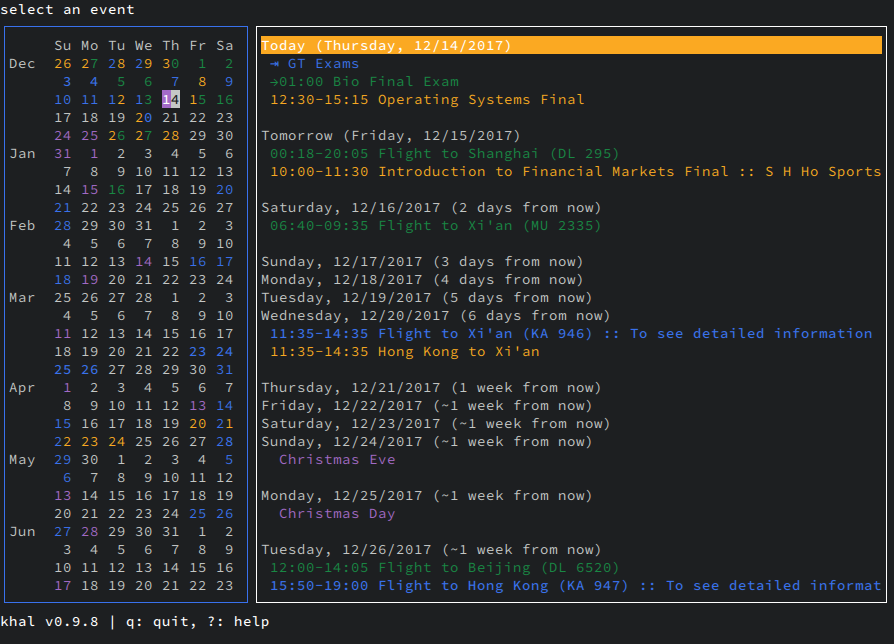 select an event
Su Mo Tu We Th Fr Sa
Dec 26 27 28 29 30 1 2
3 4 5 6 7 8 9
10 11 12 13 14 15 16
17 18 19 20 21 22 23
24 25 26 27 28 29 30
Jan 31 1 2 3 4 5 6
7 8 9 10 11 12 13
14 15 16 17 18 19 20
21 22 23 24 25 26 27
Feb 28 29 30 31 1 2 3
4 5 6 7 8 9 10
11 12 13 14 15 16 17
18 19 20 21 22 23 24
Mar 25 26 27 28 1 2 3
4 5 6 7 8 9 10
11 12 13 14 15 16 17
18 19 20 21 22 23 24
25 26 27 28 29 30 31
Apr 1 2 3 4 5 6 7
8 9 10 11 12 13 14
15 16 17 18 19 20 21
22 23 24 25 26 27 28
May 29 30 1 2 3 4 5
6 7 8 9 10 11 12
13 14 15 16 17 18 19
20 21 22 23 24 25 26
Jun 27 28 29 30 31 1 2
3 4 5 6 7 8 9
10 11 12 13 14 15 16
17 18 19 20 21 22 23
Today (Thursday, 12/14/2017)
⇥ GT Exams
→01:00 Bio Final Exam
12:30-15:15 Operating Systems Final
Tomorrow (Friday, 12/15/2017)
00:18-20:05 Flight to Shanghai (DL 295)
10:00-11:30 Introduction to Financial Markets Final :: S H Ho Sports
Saturday, 12/16/2017 (2 days from now)
06:40-09:35 Flight to Xi'an (MU 2335)
Sunday, 12/17/2017 (3 days from now)
Monday, 12/18/2017 (4 days from now)
Tuesday, 12/19/2017 (5 days from now)
Wednesday, 12/20/2017 (6 days from now)
11:35-14:35 Flight to Xi'an (KA 946) :: To see detailed information
11:35-14:35 Hong Kong to Xi'an
Thursday, 12/21/2017 (1 week from now)
Friday, 12/22/2017 (~1 week from now)
Saturday, 12/23/2017 (~1 week from now)
Sunday, 12/24/2017 (~1 week from now)
Christmas Eve
Monday, 12/25/2017 (~1 week from now)
Christmas Day
Tuesday, 12/26/2017 (~1 week from now)
12:00-14:05 Flight to Beijing (DL 6520)
15:50-19:00 Flight to Hong Kong (KA 947) :: To see detailed informat
khal v0.9.8 | q: quit, ?: help